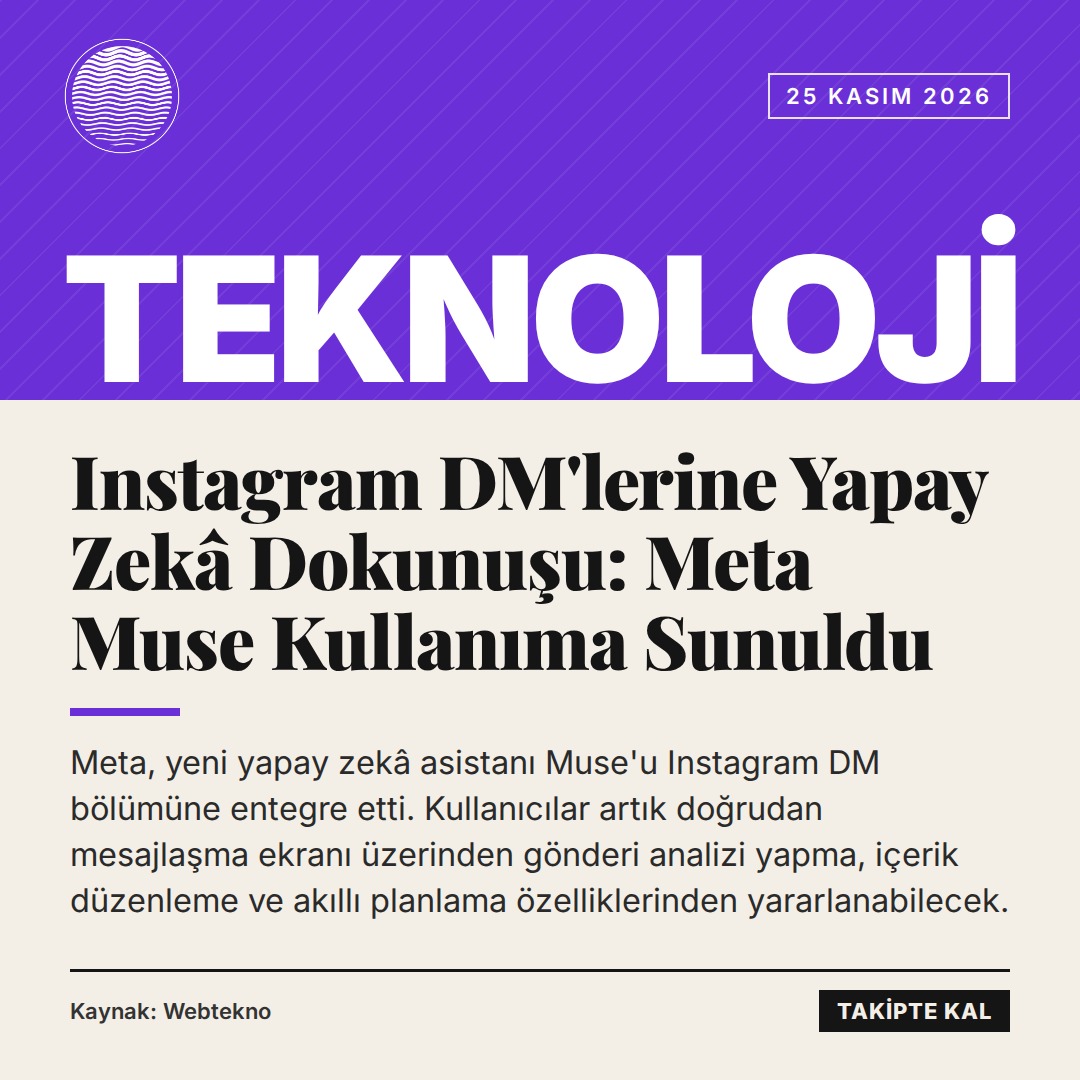 25 KASIM 2026
TEKNOLOJİ
Instagram DM'lerine Yapay
Zekâ Dokunuşu: Meta
Muse Kullanıma Sunuldu
Meta, yeni yapay zekâ asistanı Muse'u Instagram DM
bölümüne entegre etti. Kullanıcılar artık doğrudan
mesajlaşma ekranı üzerinden gönderi analizi yapma, içerik
düzenleme ve akıllı planlama özelliklerinden yararlanabilecek.
Kaynak: Webtekno
TAKİPTE KAL